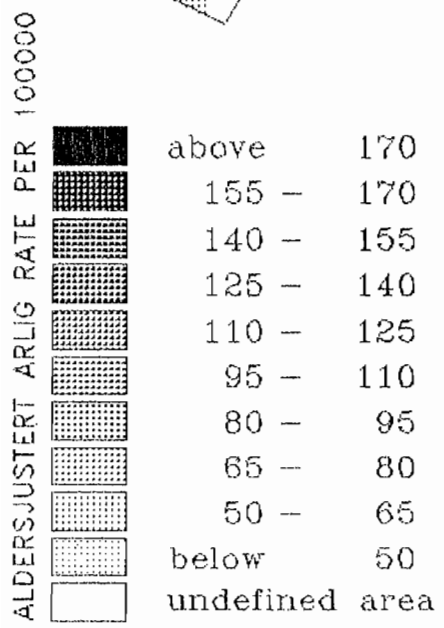 ALDERSJUSTERT ARLIG RATE PER 100000
above 170
155 – 170
140 – 155
125 – 140
110 – 125
95 – 110
80 – 95
65 – 80
50 – 65
below 50
undefined area